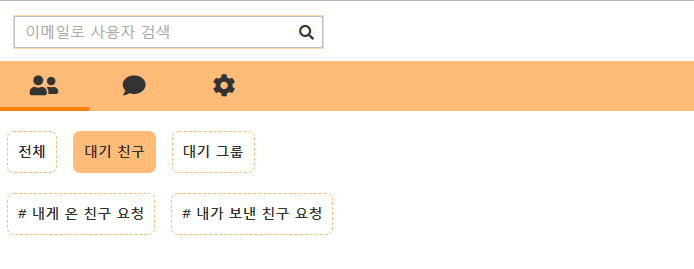 이메일로 사용자 검색
전체 대기 친구 대기 그룹
# 내게 온 친구 요청 # 내가 보낸 친구 요청